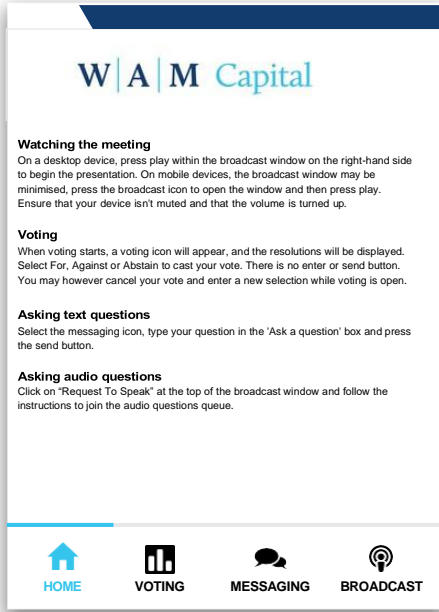 W|A|M Capital
Watching the meeting
On a desktop device, press play within the broadcast window on the right-hand side
to begin the presentation. On mobile devices, the broadcast window may be
minimised, press the broadcast icon to open the window and then press play.
Ensure that your device isn't muted and that the volume is turned up.
Voting
When voting starts, a voting icon will appear, and the resolutions will be displayed.
Select For, Against or Abstain to cast your vote. There is no enter or send button.
You may however cancel your vote and enter a new selection while voting is open.
Asking text questions
Select the messaging icon, type your question in the 'Ask a question' box and press
the send button.
Asking audio questions
Click on “Request To Speak” at the top of the broadcast window and follow the
instructions to join the audio questions queue.
HOME VOTING MESSAGING BROADCAST